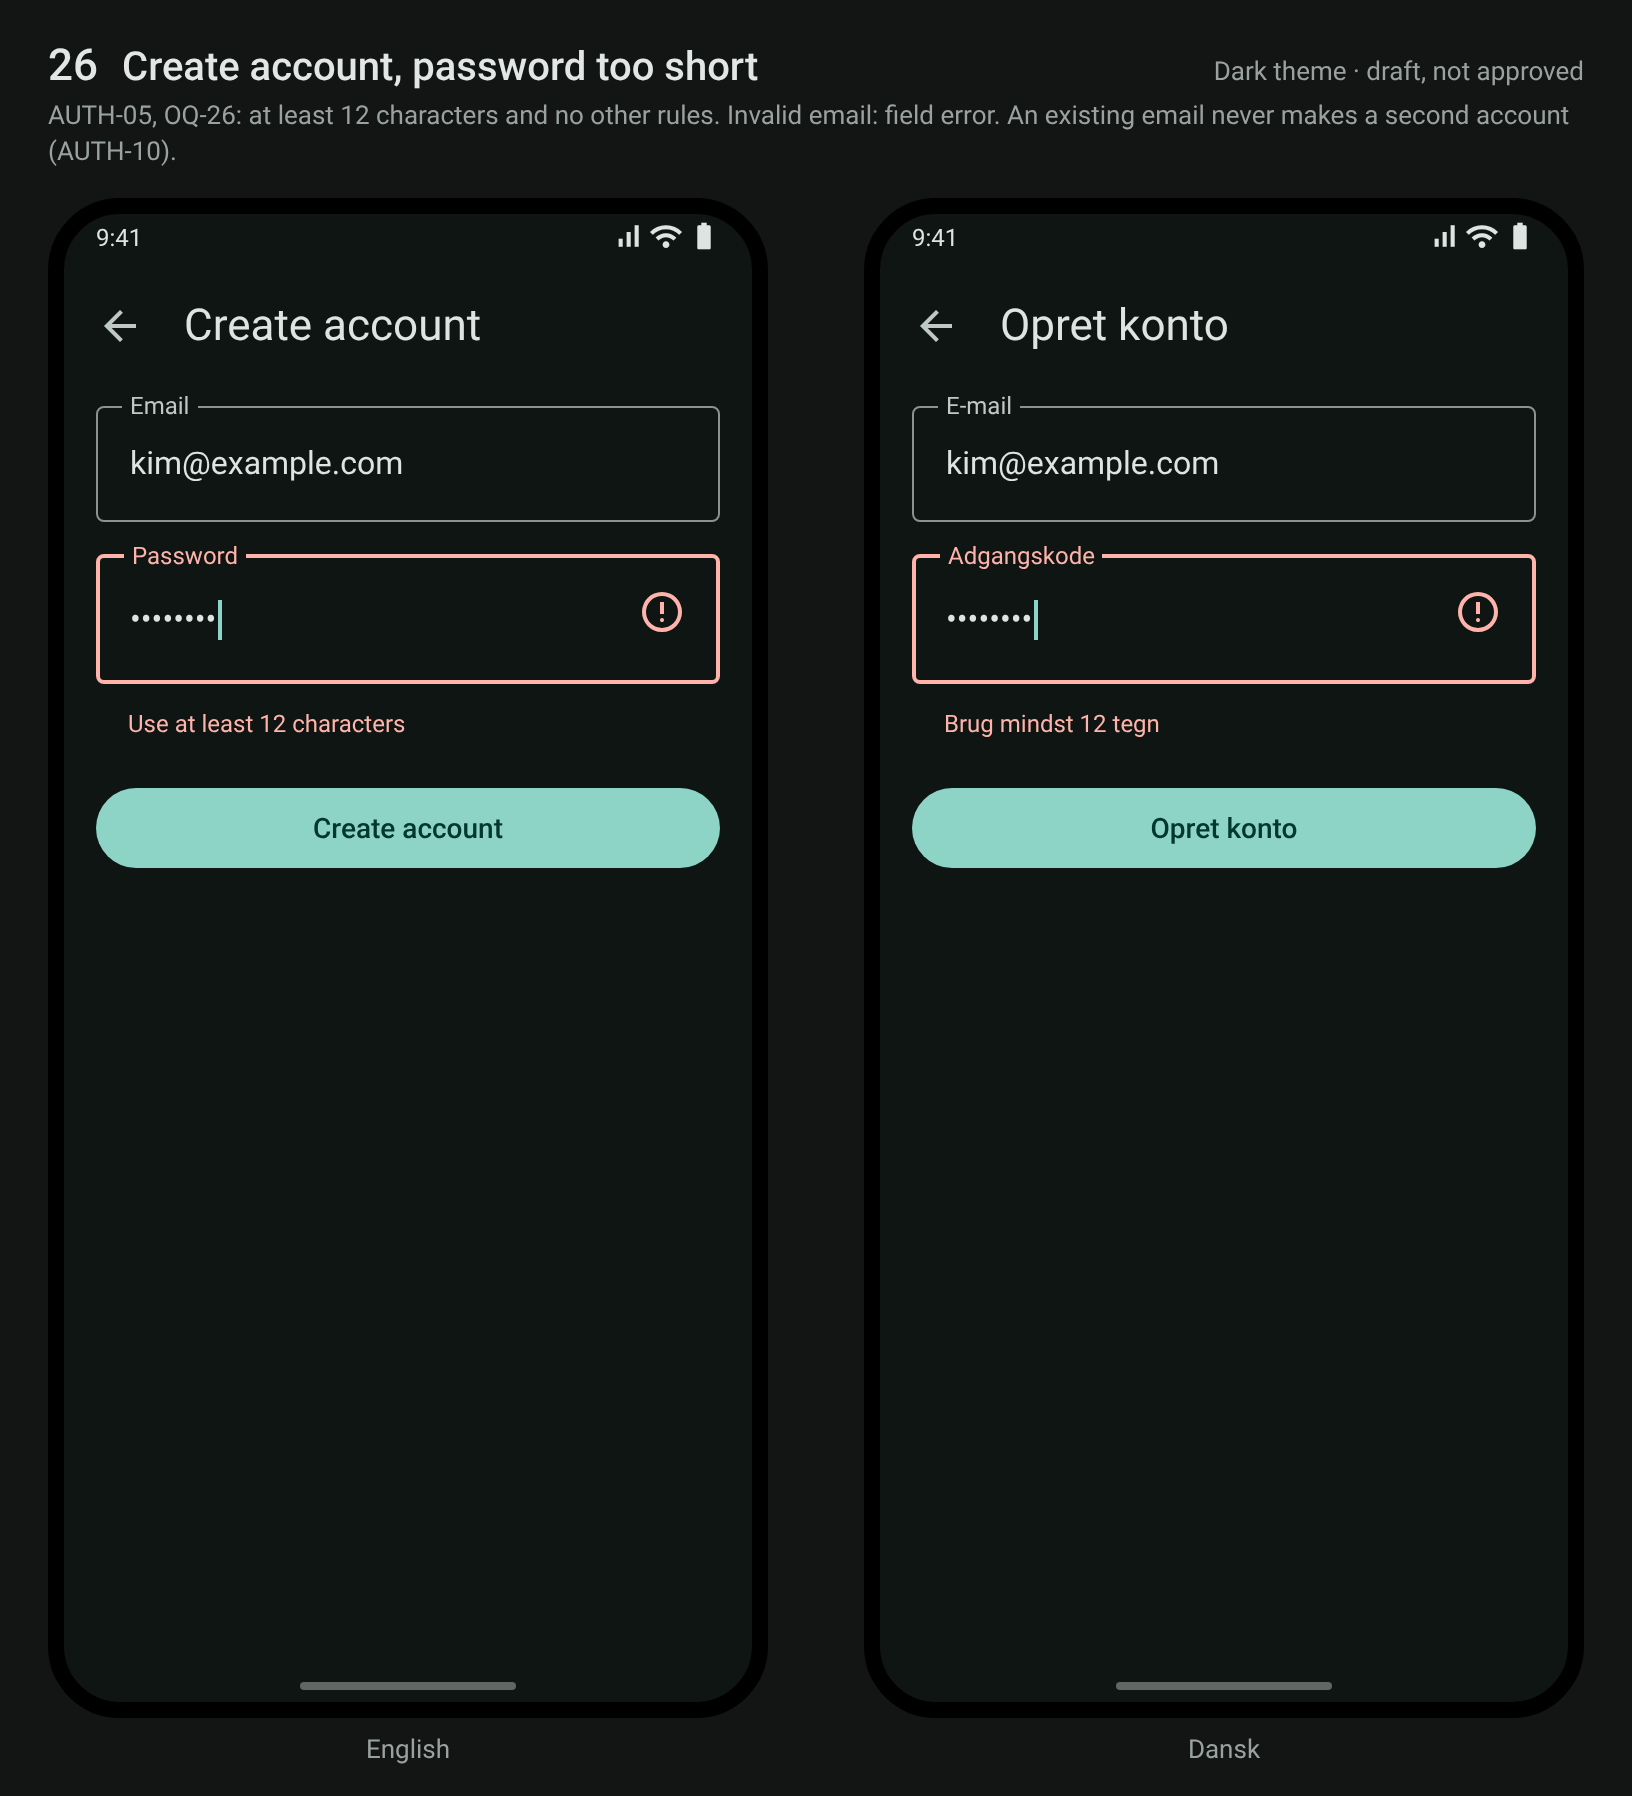 26 Create account, password too short
Dark theme · draft, not approved
AUTH-05, OQ-26: at least 12 characters and no other rules. Invalid email: field error. An existing email never makes a second account
(AUTH-10).
9:41
Create account
Email
kim@example.com
Password
••••••••
Use at least 12 characters
Create account
English
9:41
Opret konto
E-mail
kim@example.com
Adgangskode
••••••••
Brug mindst 12 tegn
Opret konto
Dansk